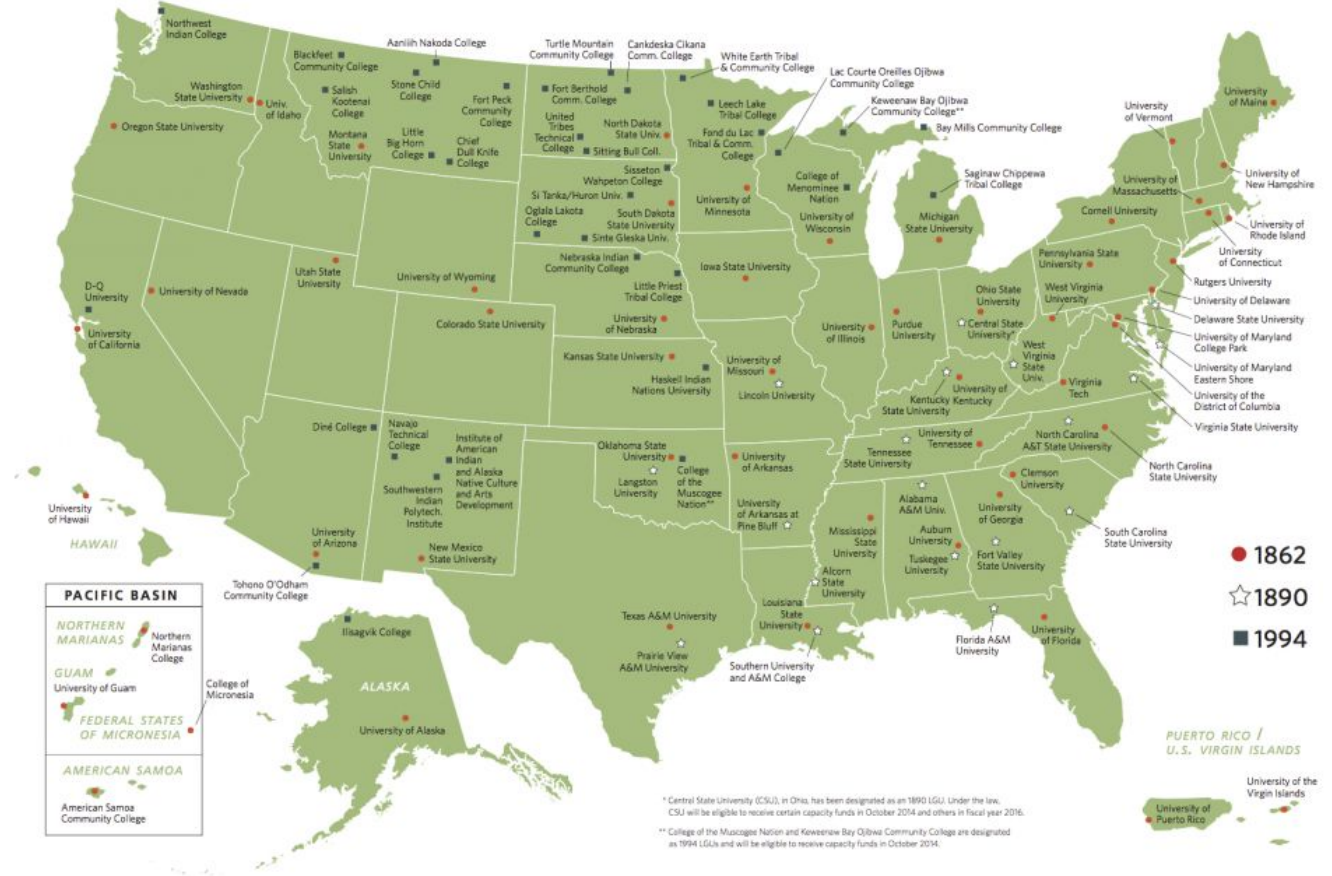 Northwest
Indian College
Washington
State University
Univ.
of Idaho
Oregon State University
Blackfeet
Community College
Salish
Kootenai
College
Montana
State
University
Aaniiih Nakoda College
Stone Child
College
Fort Peck
Community
College
Little
Big Horn
College
Chief
Dull Knife
College
Turtle Mountain
Community College
Cankdeska Cikana
Comm. College
Fort Berthold
Comm. College
United
Tribes
Technical
College
North Dakota
State Univ.
Sitting Bull Coll.
White Earth Tribal
& Community College
Leech Lake
Tribal College
Fond du Lac
Tribal & Comm.
College
Lac Courte Oreilles Ojibwa
Community College
Keweenaw Bay Ojibwa
Community College**
Bay Mills Community College
Saginaw Chippewa
Tribal College
Michigan
State University
College of
Menominee
Nation
University of
Wisconsin
University of
Minnesota
Sisseton
Wahpeton College
Si Tanka/Huron Univ.
Oglala Lakota
College
South Dakota
State University
Sinte Gleska Univ.
Nebraska Indian
Community College
Little Priest
Tribal College
University
of Nebraska
Iowa State University
University of Wyoming
Colorado State University
Utah State
University
University of Nevada
D-Q
University
University
of California
Kansas State University
Haskell Indian
Nations University
University of
Missouri
Lincoln University
University
of Illinois
Purdue
University
Ohio State
University
Central State
University*
West Virginia
University
West
Virginia
State
Univ.
Kentucky
State University
University of
Kentucky
Virginia
Tech
Pennsylvania State
University
Cornell University
University
of Vermont
University
of Maine
University of
New Hampshire
University of
Massachusetts
University of
Rhode Island
University
of Connecticut
Rutgers University
University of Delaware
Delaware State University
University of Maryland
College Park
University of Maryland
Eastern Shore
University of the
District of Columbia
Virginia State University
North Carolina
A&T State University
North Carolina
State University
University of
Tennessee
Tennessee
State University
Clemson
University
South Carolina
State University
University
of Georgia
Fort Valley
State University
Alabama
A&M Univ.
Auburn
University
Tuskegee
University
Mississippi
State
University
Alcorn
State
University
Florida A&M
University
University
of Florida
Louisiana
State
University
Southern University
and A&M College
University
of Arkansas
University
of Arkansas at
Pine Bluff
Oklahoma State
University
Langston
University
College
of the
Muscogee
Nation**
Texas A&M University
Prairie View
A&M University
Diné College
Navajo
Technical
College
Institute of
American
Indian
and Alaska
Native Culture
and Arts
Development
Southwestern
Indian
Polytech.
Institute
New Mexico
State University
University
of Arizona
Tohono O'Odham
Community College
University
of Hawaii
HAWAII
PACIFIC BASIN
NORTHERN
MARIANAS
Northern
Marianas
College
GUAM
University of Guam
College of
Micronesia
FEDERAL STATES
OF MICRONESIA
AMERICAN SAMOA
American Samoa
Community College
Ilisagvik College
ALASKA
University of Alaska
1862
1890
1994
PUERTO RICO /
U.S. VIRGIN ISLANDS
University of the
Virgin Islands
University of
Puerto Rico
* Central State University (CSU), in Ohio, has been designated as an 1890 LGU. Under the law,
CSU will be eligible to receive certain capacity funds in October 2014 and others in fiscal year 2016.
** College of the Muscogee Nation and Keweenaw Bay Ojibwa Community College are designated
as 1994 LGUs and will be eligible to receive capacity funds in October 2014.